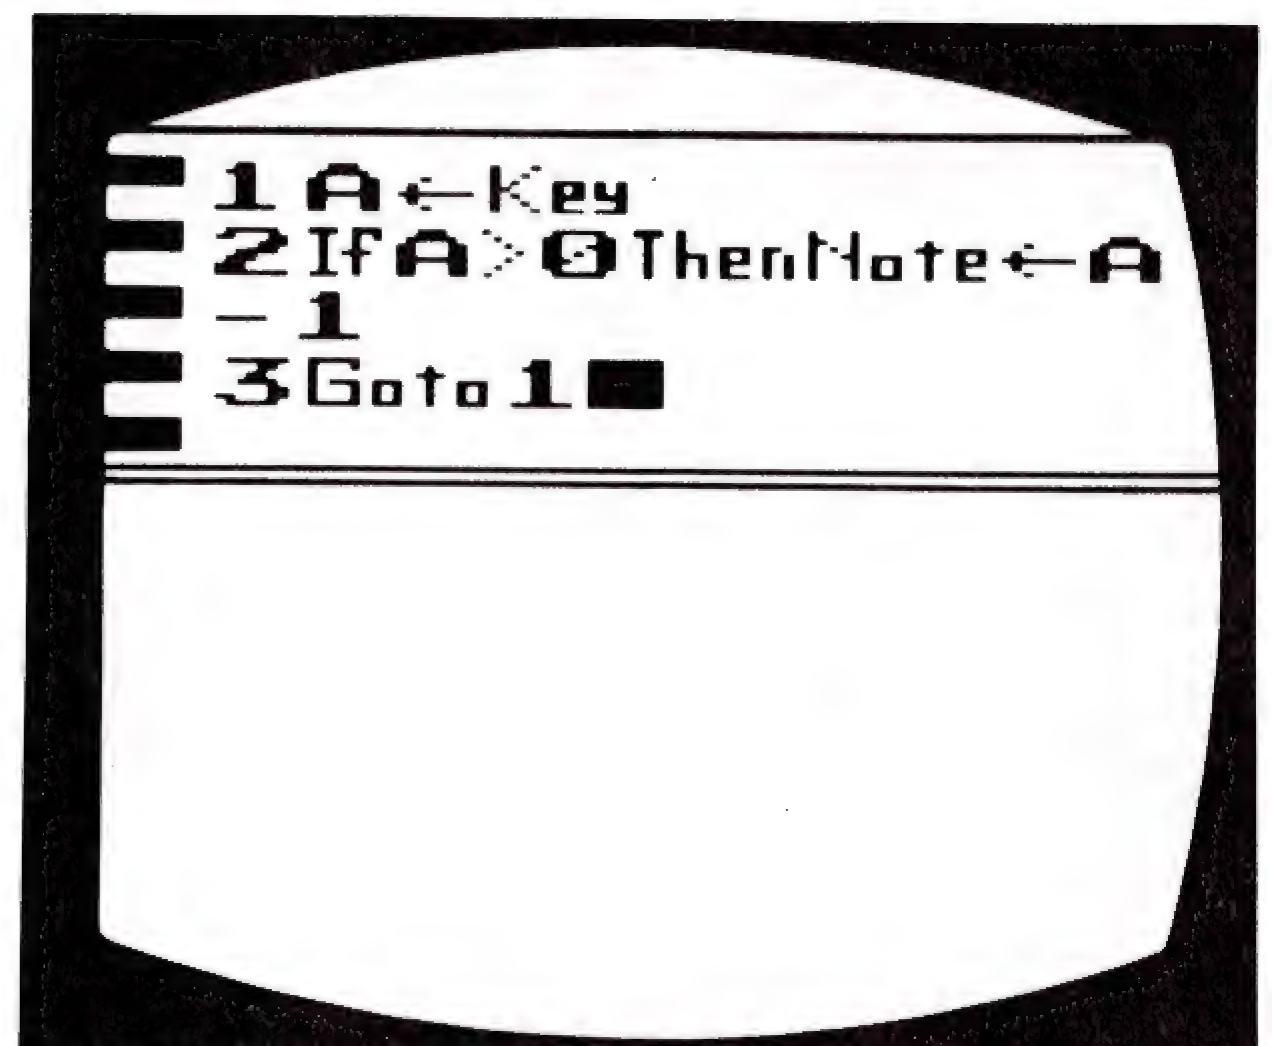 1 A ← Key
2 If A > 0 Then Note ← A
- 1
3 Goto 1